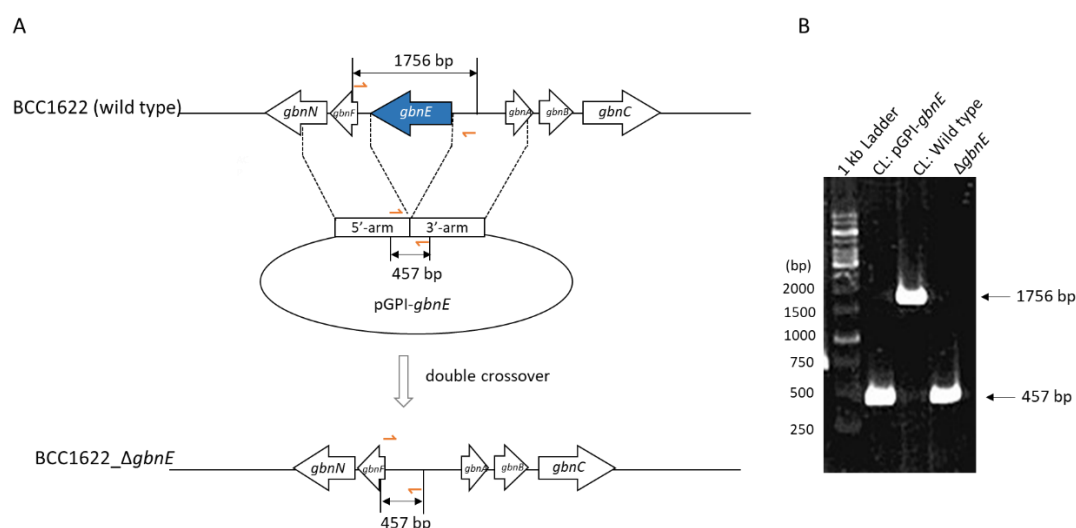 A
1756 bp
BCC1622 (wild type)
gbnN
gbnF
gbnE
gbnA
gbnB
gbnC
5’-arm
3’-arm
457 bp
pGPI-gbnE
double crossover
BCC1622_ΔgbnE
gbnN
gbnF
gbnA
gbnB
gbnC
457 bp
B
1 kb Ladder
CL: pGPI-gbnE
CL: Wild type
ΔgbnE
(bp)
2000
1500
1000
750
500
250
1756 bp
457 bp